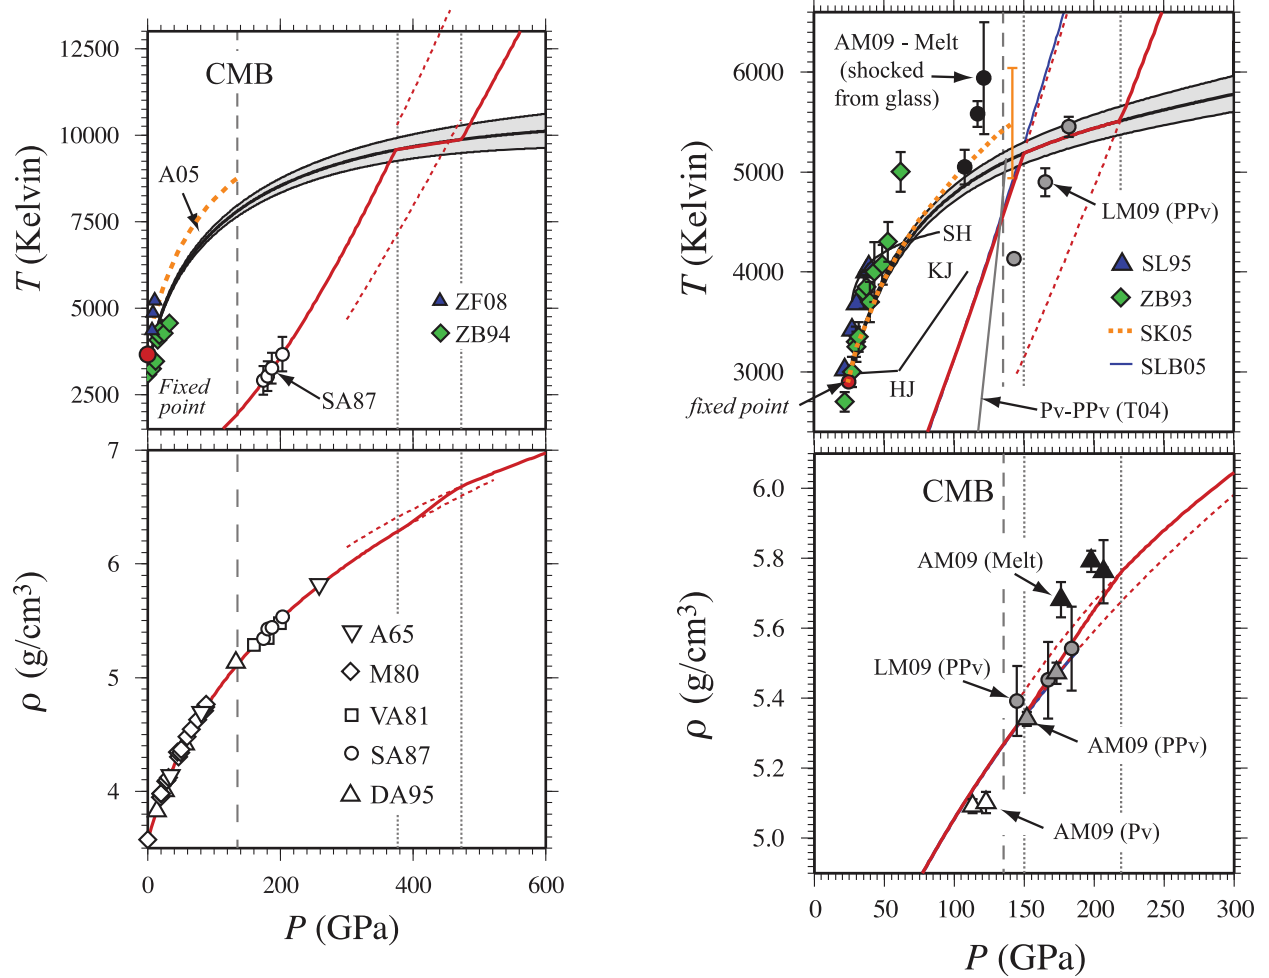 12500
10000
7500
5000
2500
T (Kelvin)
CMB
A05
ZF08
ZB94
Fixed
point
SA87
7
6
5
4
ρ (g/cm³)
A65
M80
VA81
SA87
DA95
0
200
400
600
P (GPa)
6000
5000
4000
3000
T (Kelvin)
AM09 - Melt
(shocked
from glass)
LM09 (PPv)
SH
KJ
HJ
SL95
ZB93
SK05
SLB05
fixed point
Pv-PPv (T04)
6.0
5.8
5.6
5.4
5.2
5.0
ρ (g/cm³)
CMB
AM09 (Melt)
LM09 (PPv)
AM09 (PPv)
AM09 (Pv)
0
50
100
150
200
250
300
P (GPa)